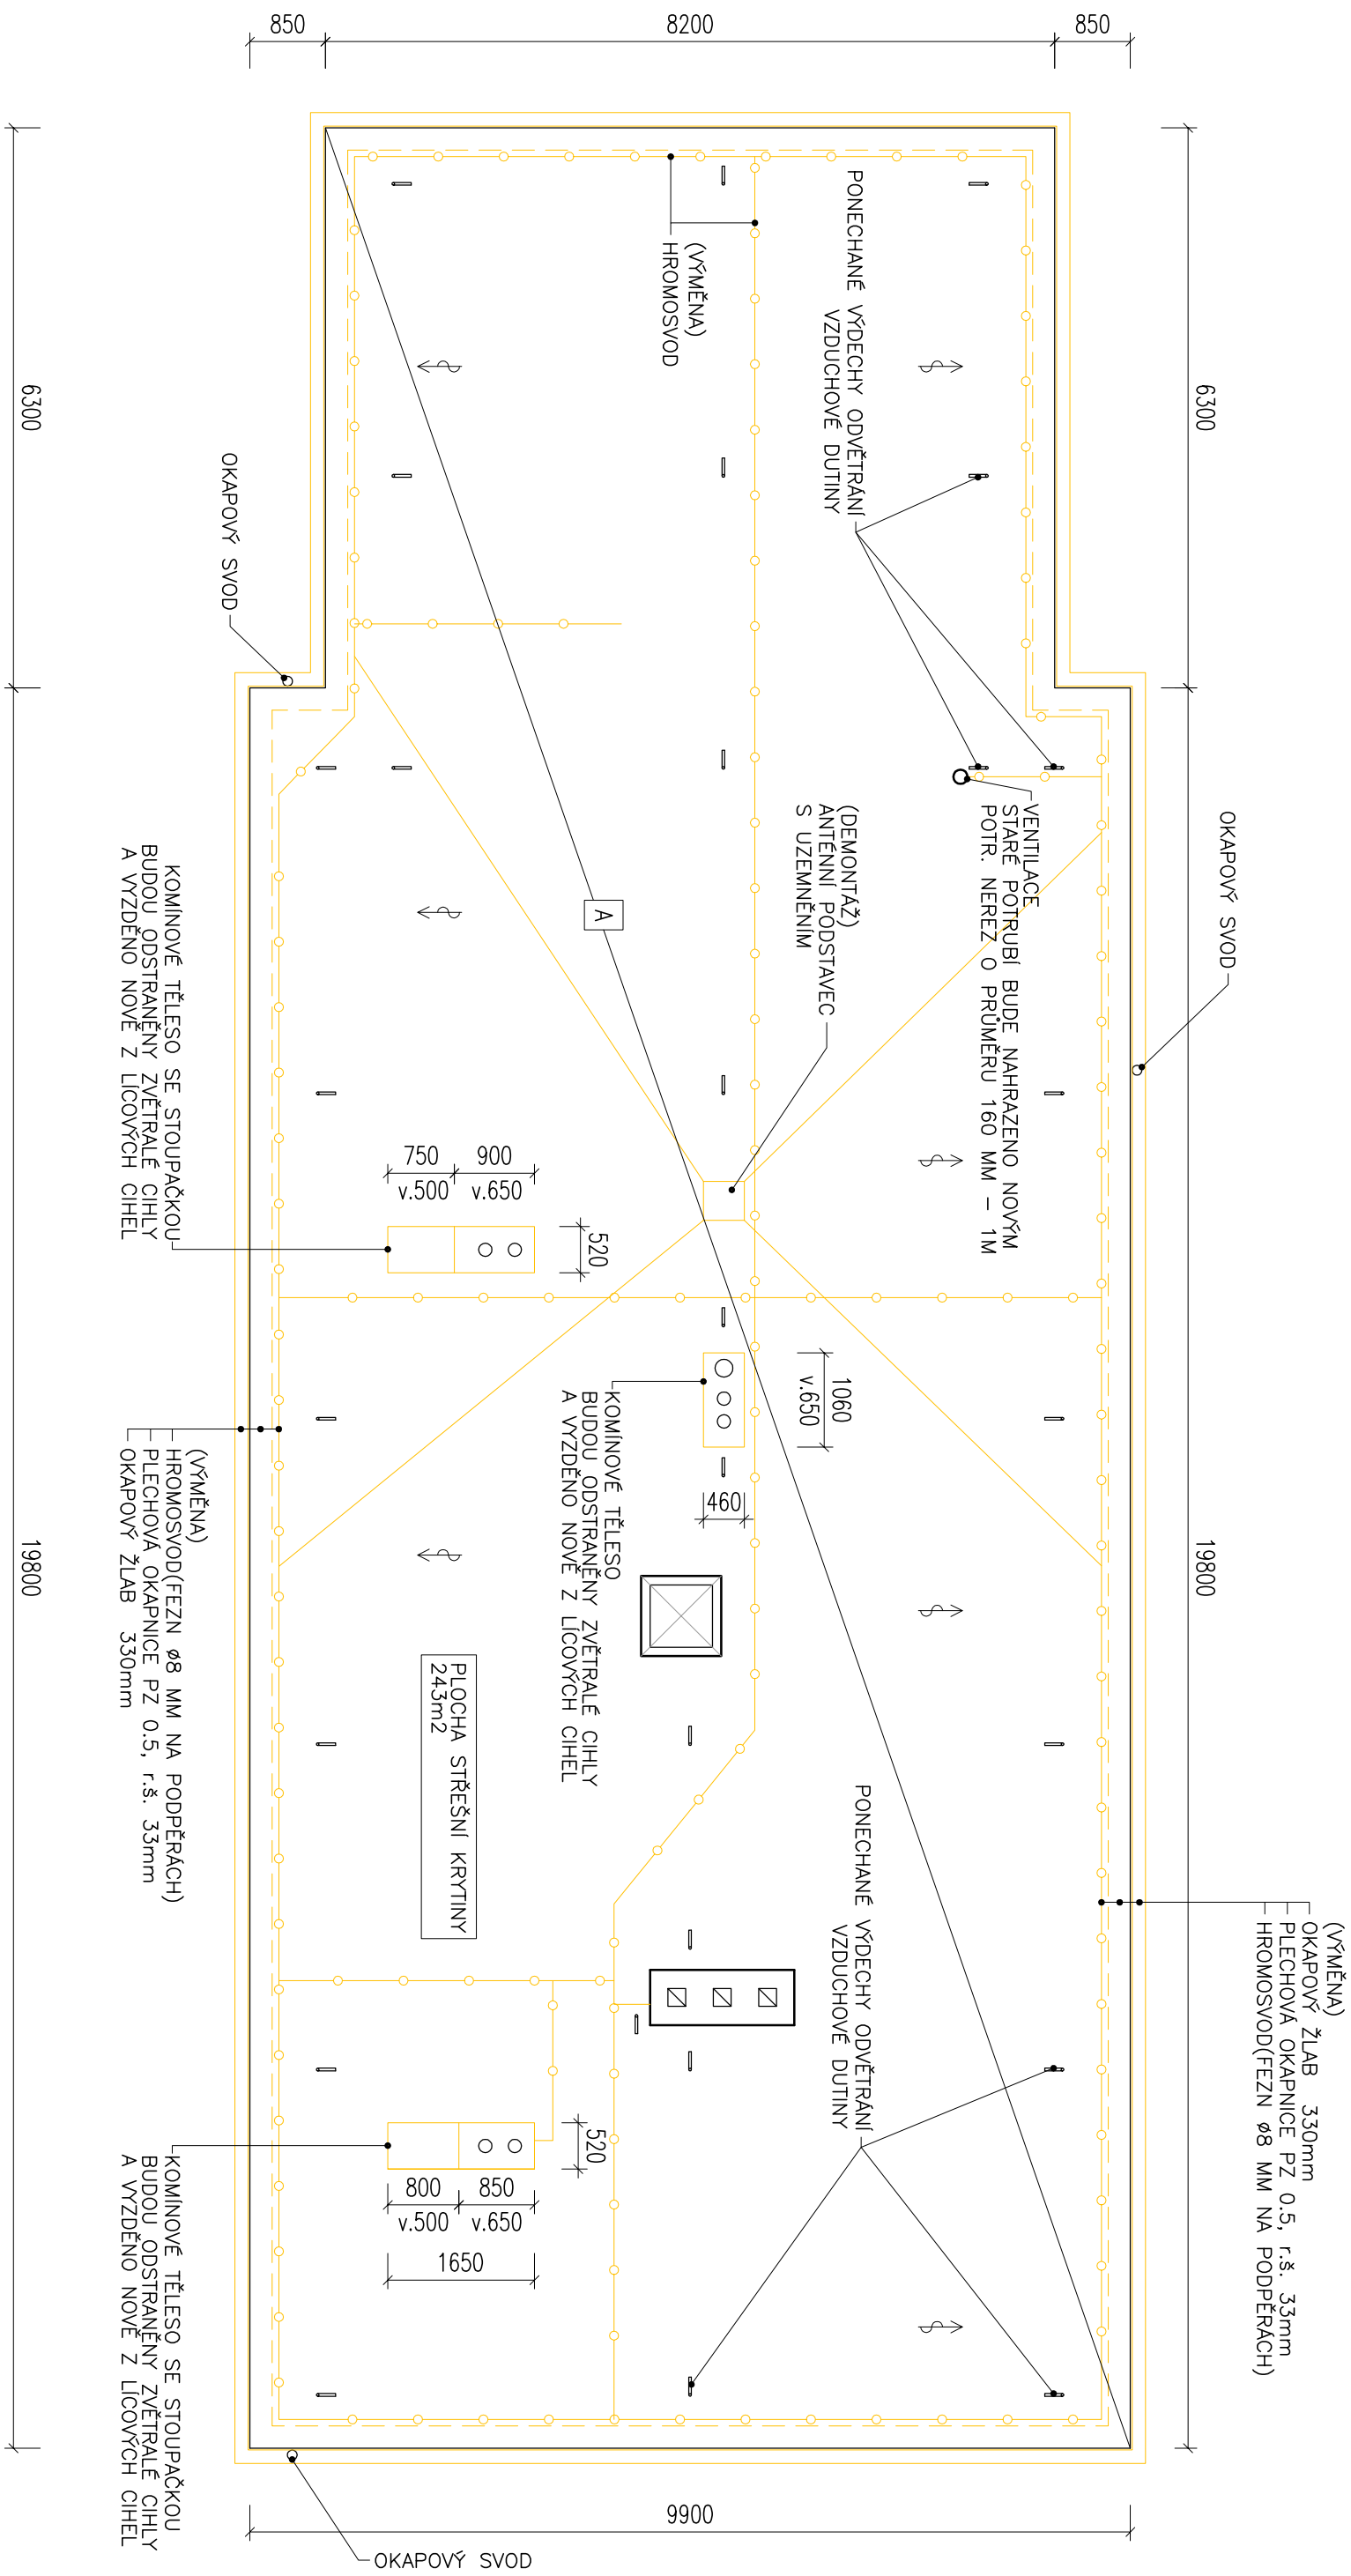 850
8200
850
6300
19800
6300
19800
9900
(VÝMĚNA)
OKAPOVÝ ŽLAB 330mm
PLECHOVÁ OKAPNICE PZ 0.5, r.š. 33mm
HROMOSVOD(FEZN ø8 MM NA PODPĚRÁCH)
OKAPOVÝ SVOD
PONECHANÉ VÝDECHY ODVĚTRÁNÍ
VZDUCHOVÉ DUTINY
(VÝMĚNA)
HROMOSVOD
VENTILACE
STARÉ POTRUBÍ BUDE NAHRAZENO NOVÝM
POTR. NEREZ O PRŮMĚRU 160 MM – 1M
(DEMONTÁŽ)
ANTÉNNÍ PODSTAVEC
S UZEMNĚNÍM
PONECHANÉ VÝDECHY ODVĚTRÁNÍ
VZDUCHOVÉ DUTINY
A
1060
v.650
460
520
900
v.650
750
v.500
KOMÍNOVÉ TĚLESO
BUDOU ODSTRANĚNY ZVĚTRALÉ CIHLY
A VYZDĚNO NOVĚ Z LÍCOVÝCH CIHEL
PLOCHA STŘEŠNÍ KRYTINY
243m2
520
850
v.650
800
v.500
1650
OKAPOVÝ SVOD
KOMÍNOVÉ TĚLESO SE STOUPAČKOU
BUDOU ODSTRANĚNY ZVĚTRALÉ CIHLY
A VYZDĚNO NOVĚ Z LÍCOVÝCH CIHEL
(VÝMĚNA)
HROMOSVOD(FEZN ø8 MM NA PODPĚRÁCH)
PLECHOVÁ OKAPNICE PZ 0.5, r.š. 33mm
OKAPOVÝ ŽLAB 330mm
KOMÍNOVÉ TĚLESO SE STOUPAČKOU
BUDOU ODSTRANĚNY ZVĚTRALÉ CIHLY
A VYZDĚNO NOVĚ Z LÍCOVÝCH CIHEL
OKAPOVÝ SVOD